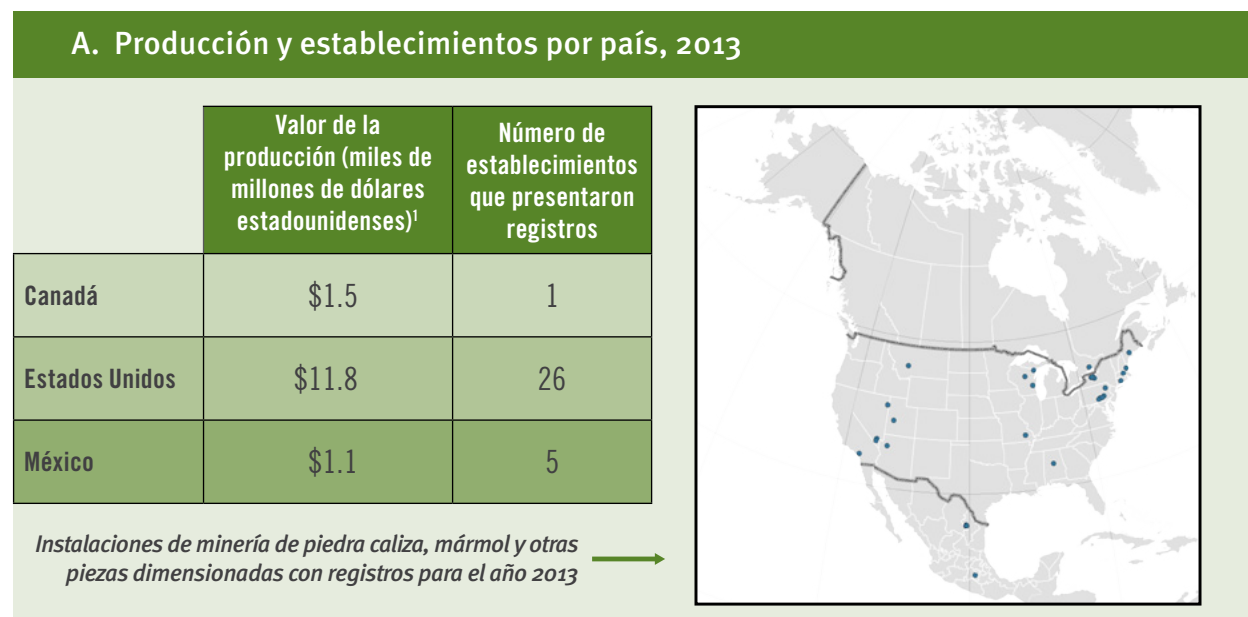 A. Producción y establecimientos por país, 2013
Valor de la
producción (miles de
millones de dólares
estadounidenses)¹
Número de
establecimientos
que presentaron
registros
Canadá
$1.5
1
Estados Unidos
$11.8
26
México
$1.1
5
Instalaciones de minería de piedra caliza, mármol y otras
piezas dimensionadas con registros para el año 2013